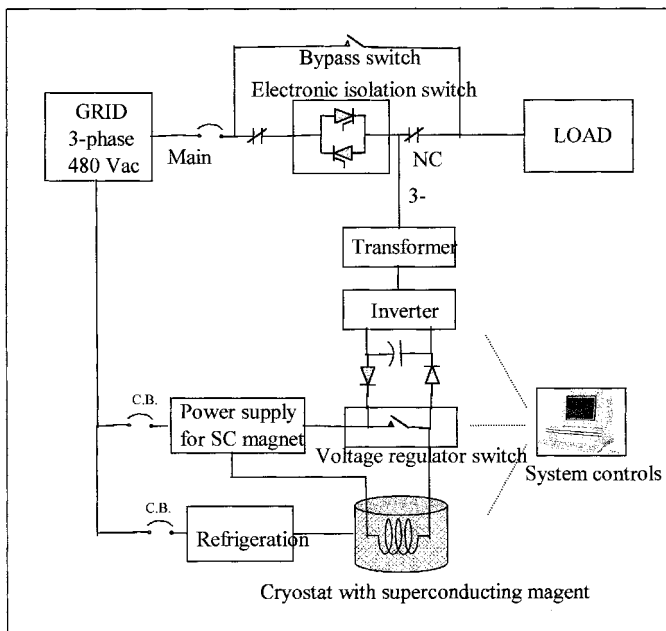 Bypass switch
Electronic isolation switch
GRID
3-phase
480 Vac
Main
NC
LOAD
3-
Transformer
Inverter
C.B.
Power supply
for SC magnet
Voltage regulator switch
System controls
C.B.
Refrigeration
Cryostat with superconducting magent